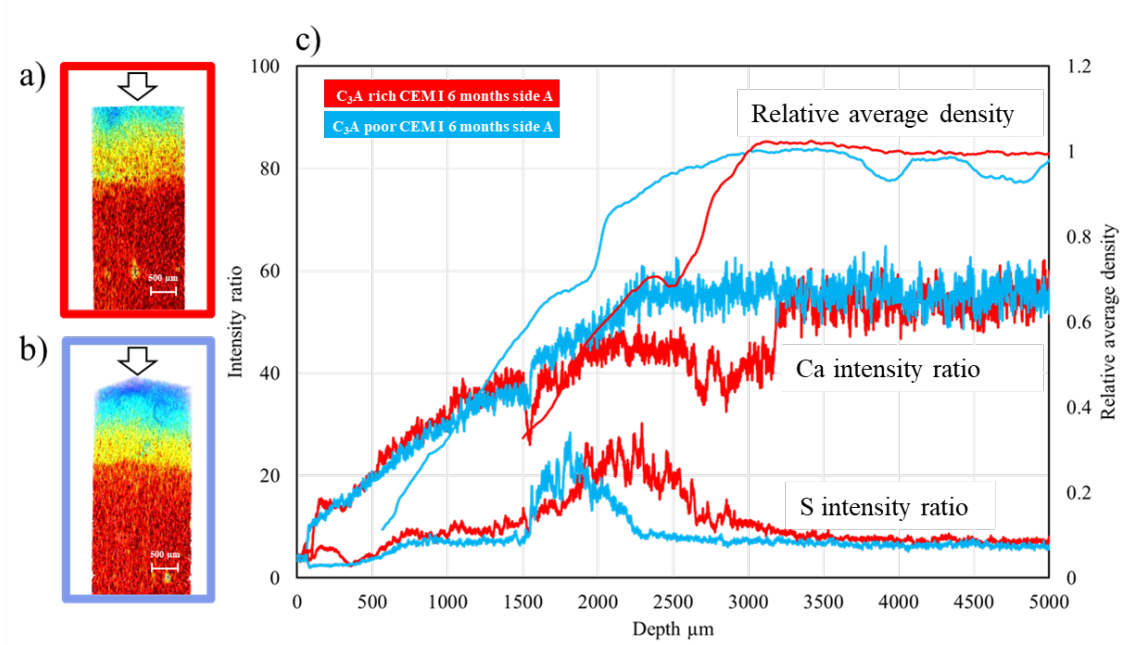 a)
500 µm
b)
500 µm
c)
C₃A rich CEM I 6 months side A
C₃A poor CEM I 6 months side A
Relative average density
Ca intensity ratio
S intensity ratio
Intensity ratio
100
80
60
40
20
0
Relative average density
1.2
1
0.8
0.6
0.4
0.2
0
0 500 1000 1500 2000 2500 3000 3500 4000 4500 5000
Depth µm